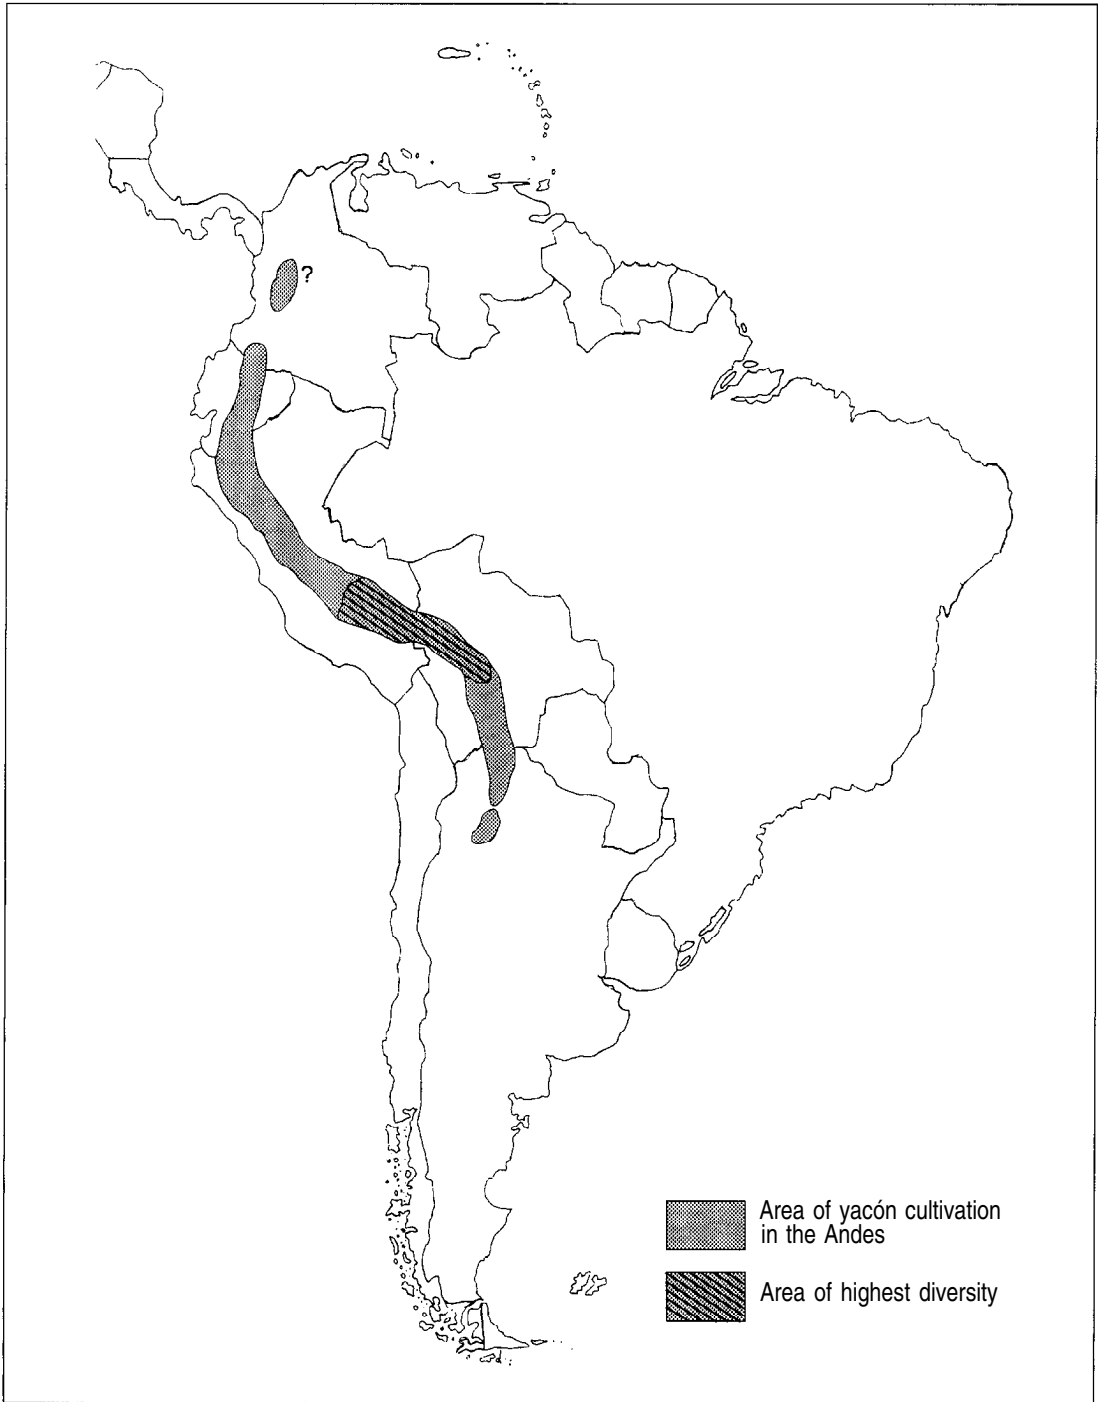 ?
Area of yacón cultivation
in the Andes
Area of highest diversity